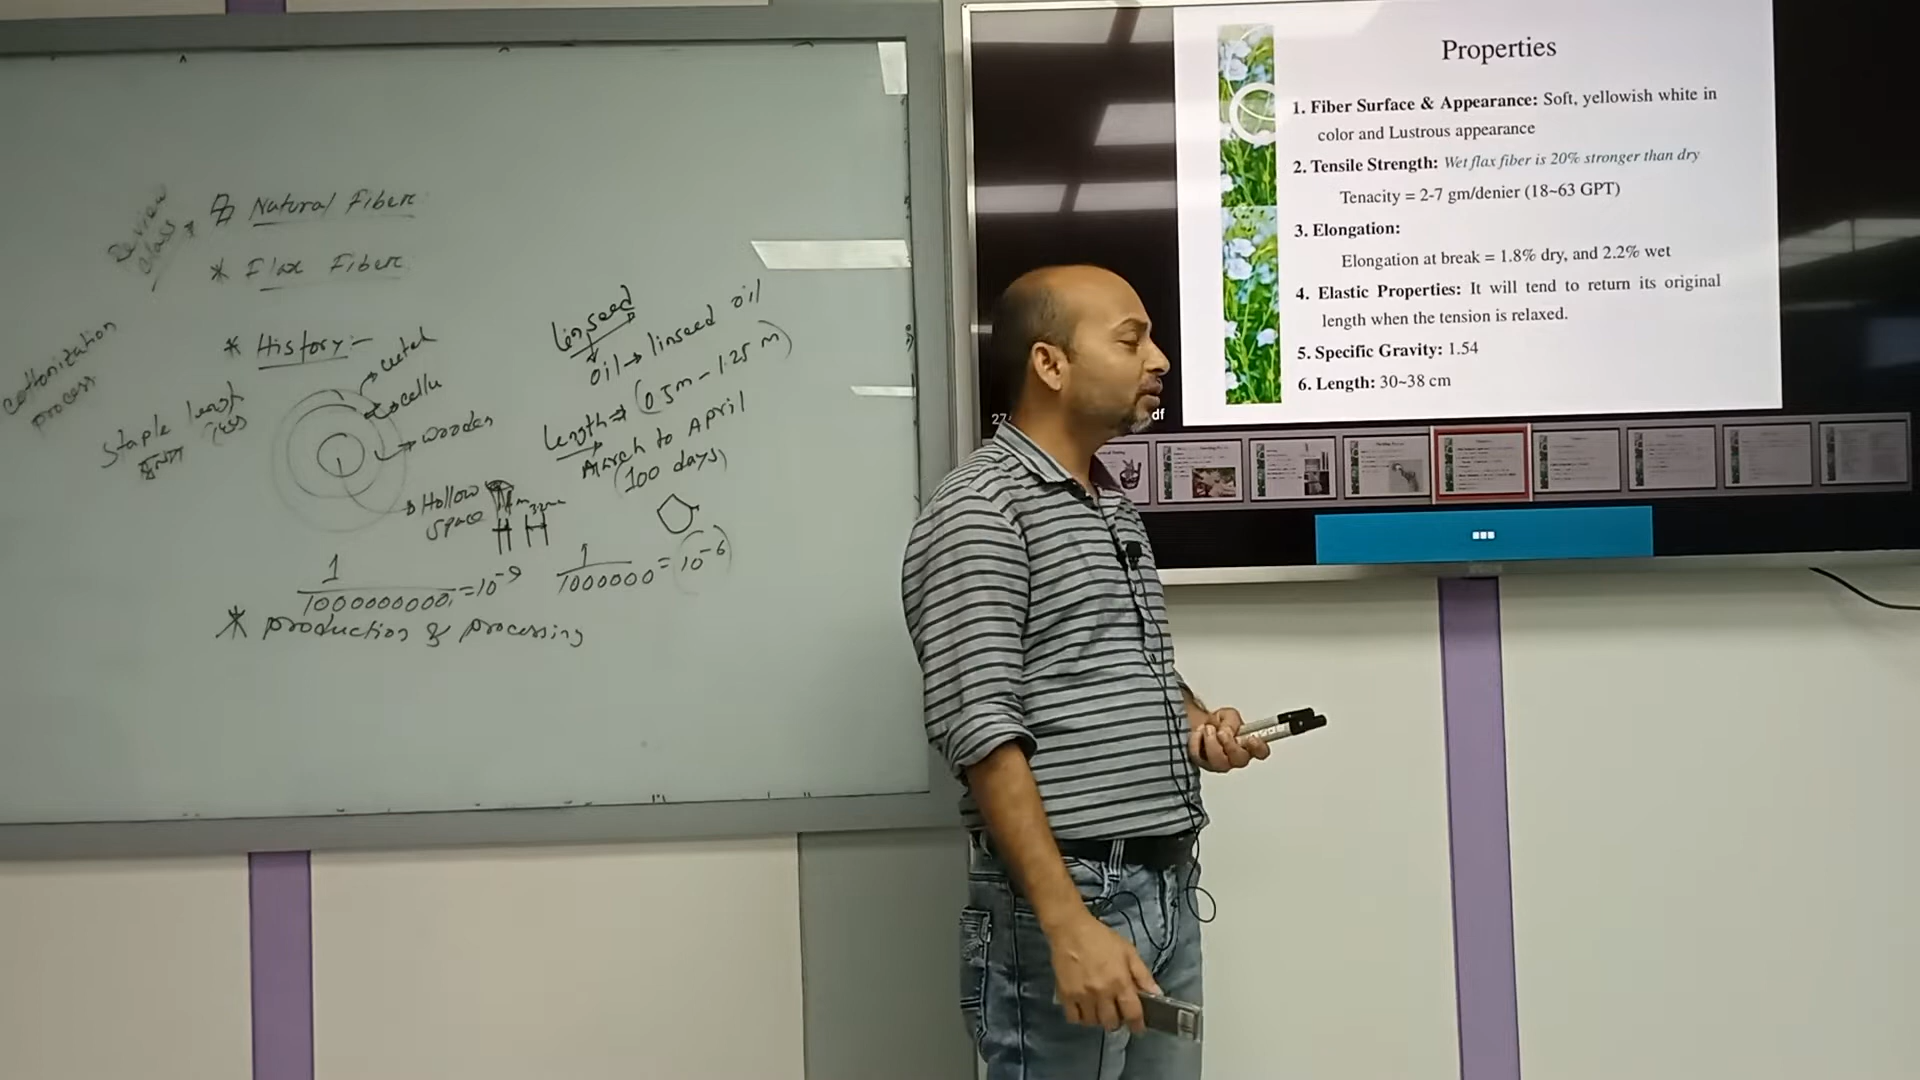 Review
class
Natural Fiber
* Flax Fiber
* History:-
cottonization
process
staple length
wooden
Hollow
space
Linseed
oil → linseed oil
Length ⇒ (0.5m - 1.25 m)
March to April
(100 days)
1
1000000000 = 10⁻⁹
1
1000000 = 10⁻⁶
* production & processing
Properties
1. Fiber Surface & Appearance: Soft, yellowish white in
color and Lustrous appearance
2. Tensile Strength: Wet flax fiber is 20% stronger than dry
Tenacity = 2-7 gm/denier (18~63 GPT)
3. Elongation:
Elongation at break = 1.8% dry, and 2.2% wet
4. Elastic Properties: It will tend to return its original
length when the tension is relaxed.
5. Specific Gravity: 1.54
6. Length: 30~38 cm
27
df